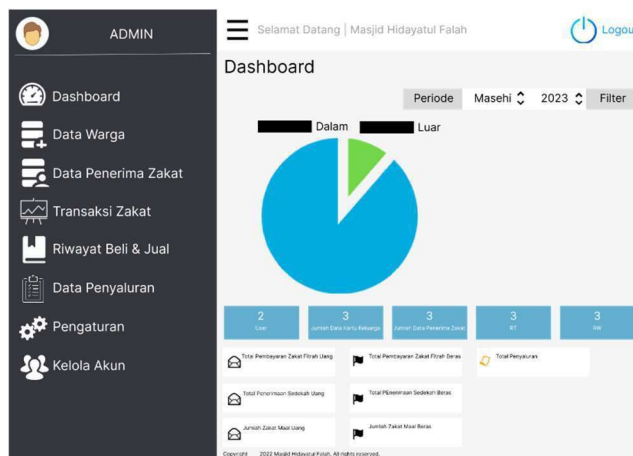 ADMIN
Selamat Datang | Masjid Hidayatul Falah
Logou
Dashboard
Dashboard
Data Warga
Data Penerima Zakat
Transaksi Zakat
Riwayat Beli & Jual
Data Penyaluran
Pengaturan
Kelola Akun
Periode Masehi 2023 Filter
Dalam Luar
2 3 3 3 3
User Jumlah Data Kartu Keluarga Jumlah Data Penerima Zakat RT RW
Total Pembayaran Zakat Fitrah Uang Total Pembayaran Zakat Fitrah Beras Total Penyaluran
Total Penerimaan Sedekah Uang Total PEnerimaan Sedekah Beras
Jumlah Zakat Maal Uang Jumlah Zakat Maal Beras
Copyright 2022 Masjid Hidayatul Falah. All rights reserved.